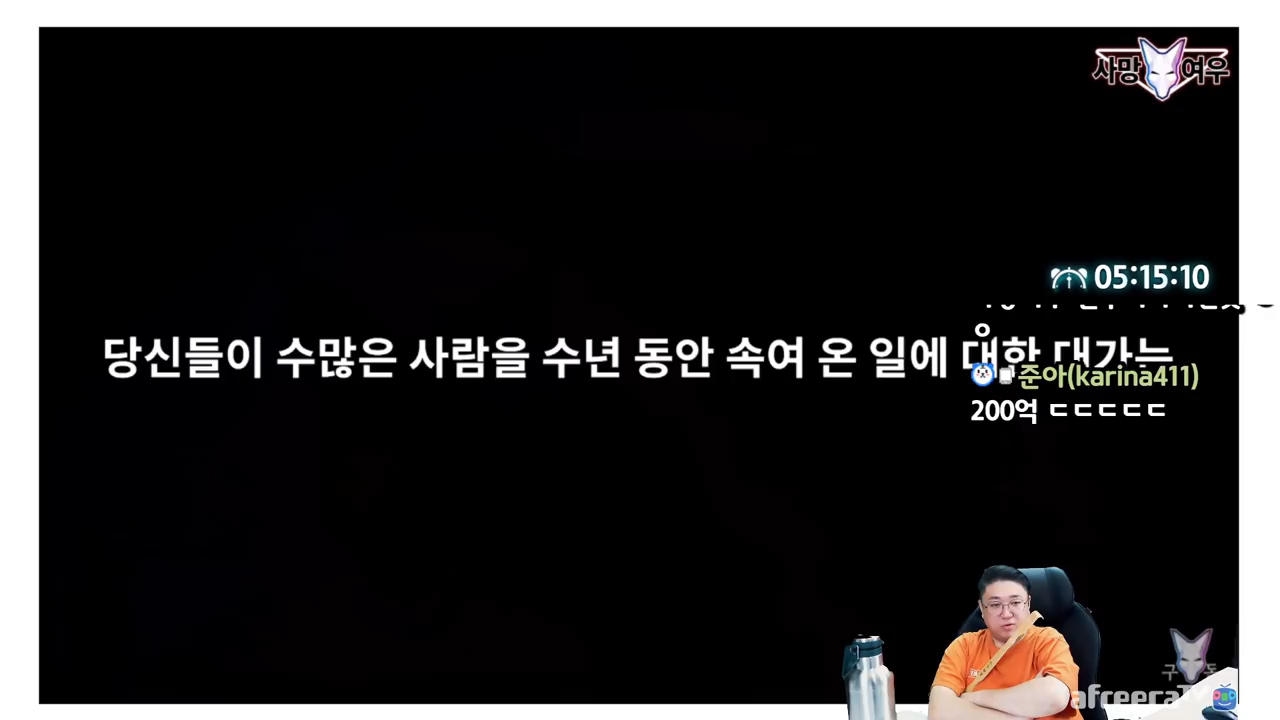 사망여우
05:15:10
당신들이 수많은 사람을 수년 동안 속여 온 일에 대한 대가는
준아(karina411)
200억 ㄷㄷㄷㄷㄷ
구독
afreecaTV